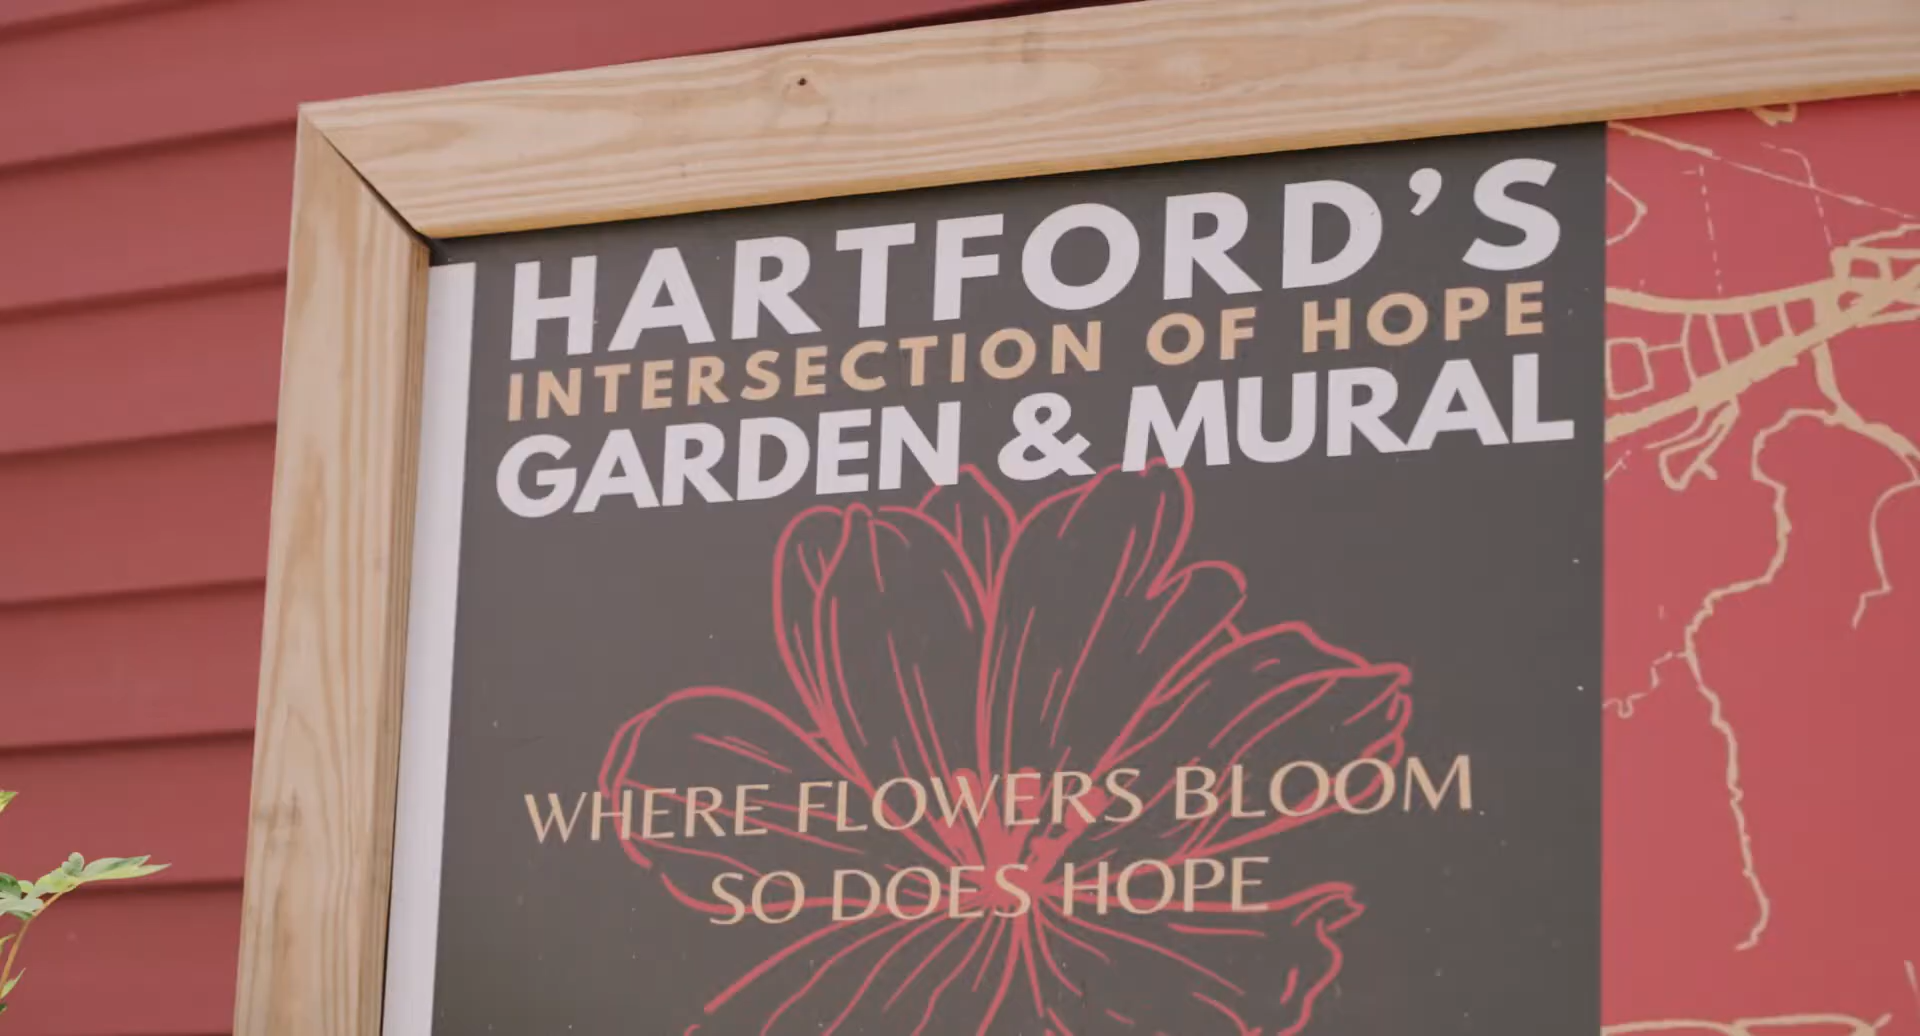 HARTFORD’S
INTERSECTION OF HOPE
GARDEN & MURAL
WHERE FLOWERS BLOOM
SO DOES HOPE